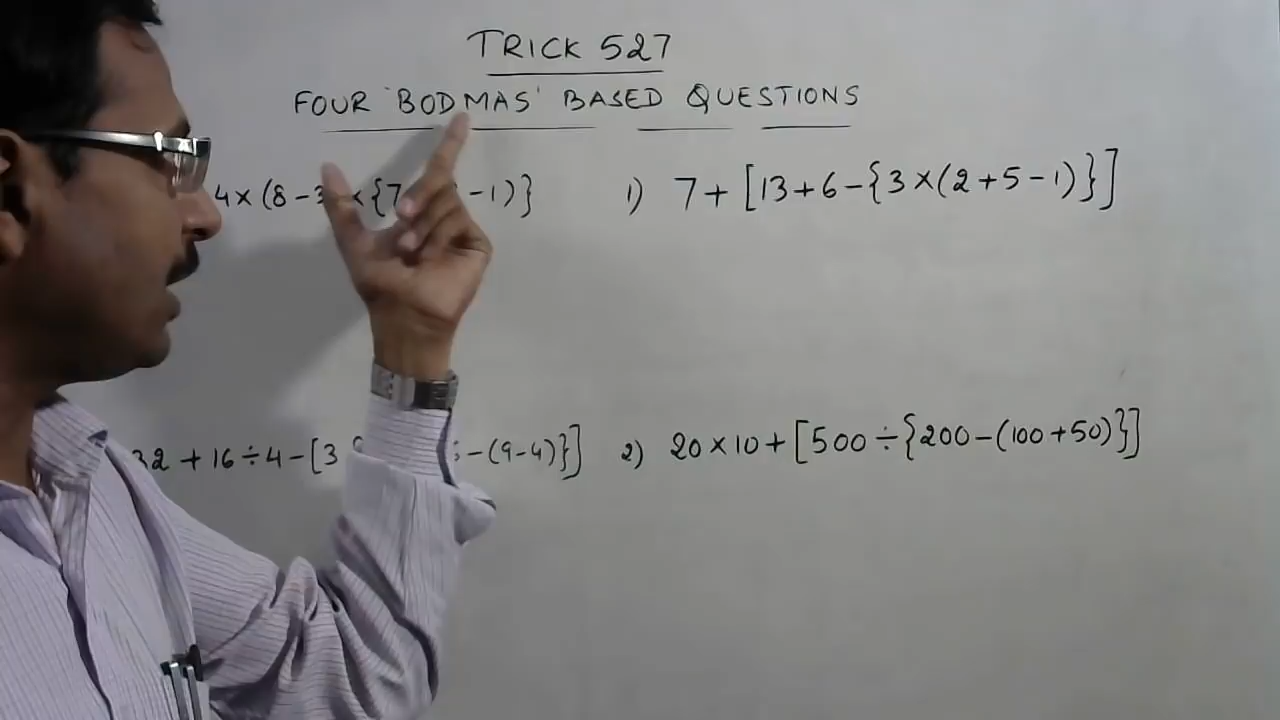 TRICK 527
FOUR 'BODMAS' BASED QUESTIONS
4×(8-3 ×{7 -1)}
1) 7+[13+6-{3×(2+5-1)}]
32+16÷4-[3 -(9-4)}]
2) 20×10+[500÷{200-(100+50)}]